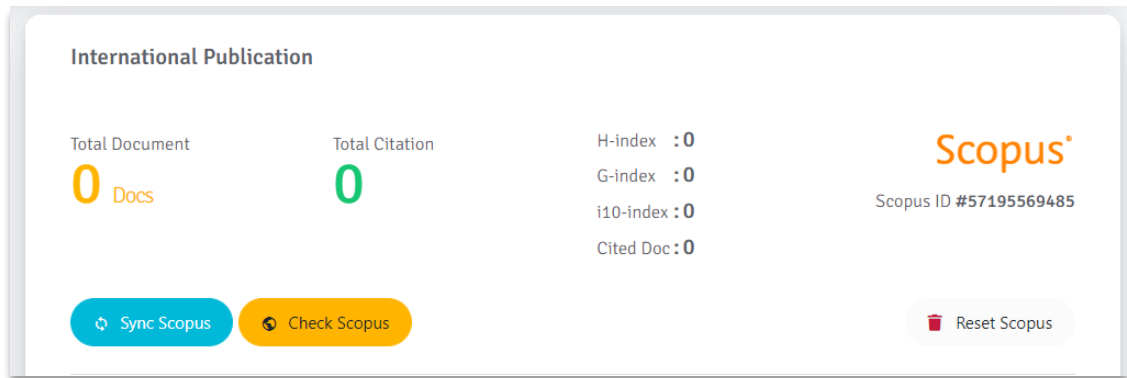 International Publication
Total Document
0 Docs
Total Citation
0
H-index : 0
G-index : 0
i10-index : 0
Cited Doc : 0
Scopus®
Scopus ID #57195569485
Sync Scopus
Check Scopus
Reset Scopus